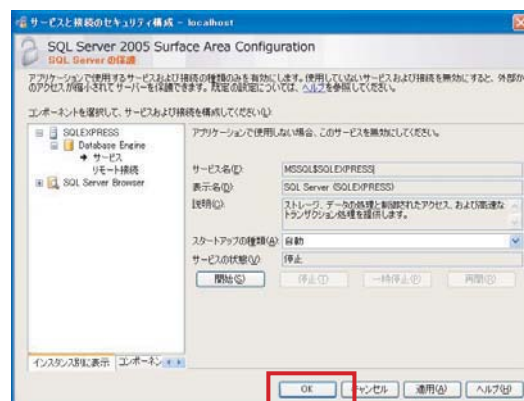 サービスと接続のセキュリティ構成 - localhost
SQL Server 2005 Surface Area Configuration
SQL Server の保護
アプリケーションで使用するサービスおよび接続の種類のみを有効にします。使用していないサービスおよび接続を無効にすると、外部か
のアクセスが縮小されてサーバーを保護できます。既定の設定については、ヘルプを参照してください。
コンポーネントを選択して、サービスおよび接続を構成してください(L):
SQLEXPRESS
Database Engine
サービス
リモート接続
SQL Server Browser
アプリケーションで使用しない場合、このサービスを無効にしてください。
サービス名(E): MSSQL$SQLEXPRESS
表示名(D): SQL Server (SQLEXPRESS)
説明(C): ストレージ、データの処理と制御されたアクセス、および高速な
トランザクション処理を提供します。
スタートアップの種類(A): 自動
サービスの状態(V): 停止
開始(S) 停止(T) 一時停止(P) 再開(R)
インスタンス別に表示 コンポーネン
OK キャンセル 適用(A) ヘルプ(H)